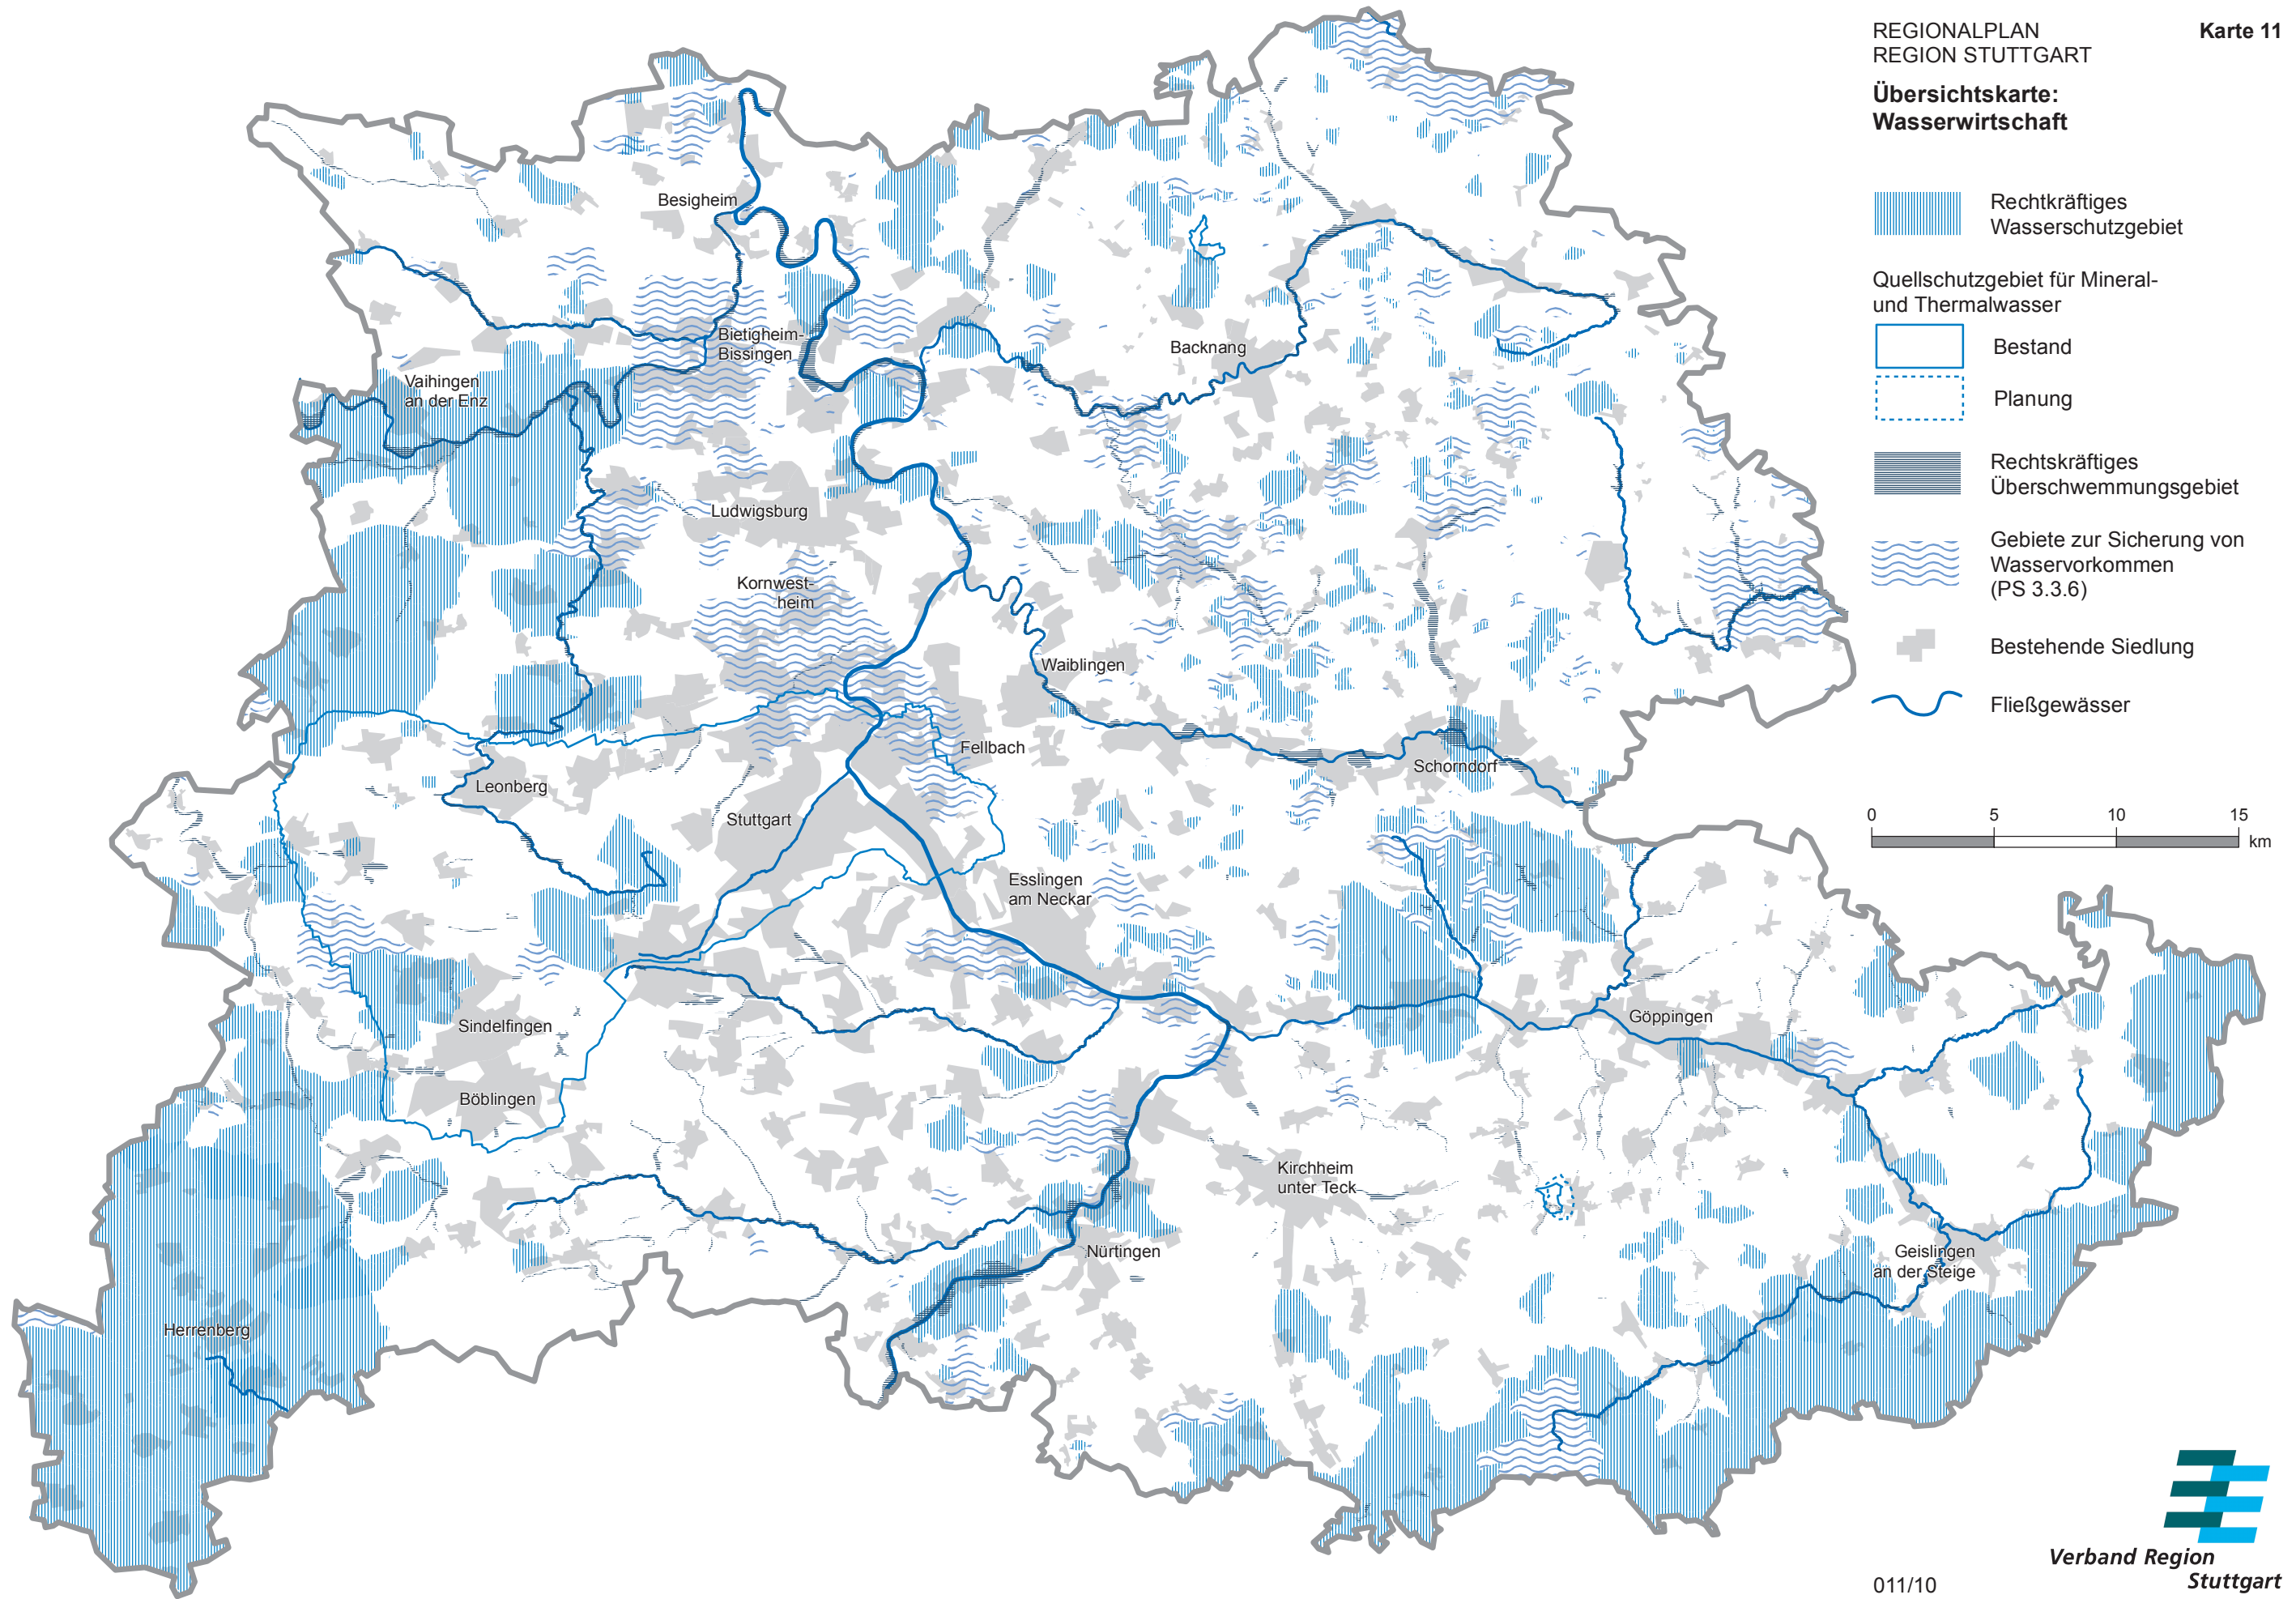 REGIONALPLAN
REGION STUTTGART
Karte 11
Übersichtskarte:
Wasserwirtschaft
Rechtkräftiges
Wasserschutzgebiet
Quellschutzgebiet für Mineral-
und Thermalwasser
Bestand
Planung
Rechtskräftiges
Überschwemmungsgebiet
Gebiete zur Sicherung von
Wasservorkommen
(PS 3.3.6)
Bestehende Siedlung
Fließgewässer
0 5 10 15
km
Besigheim
Bietigheim-
Bissingen
Backnang
Vaihingen
an der Enz
Ludwigsburg
Kornwest-
heim
Waiblingen
Fellbach
Schorndorf
Leonberg
Stuttgart
Esslingen
am Neckar
Sindelfingen
Göppingen
Böblingen
Kirchheim
unter Teck
Nürtingen
Geislingen
an der Steige
Herrenberg
Verband Region
Stuttgart
011/10